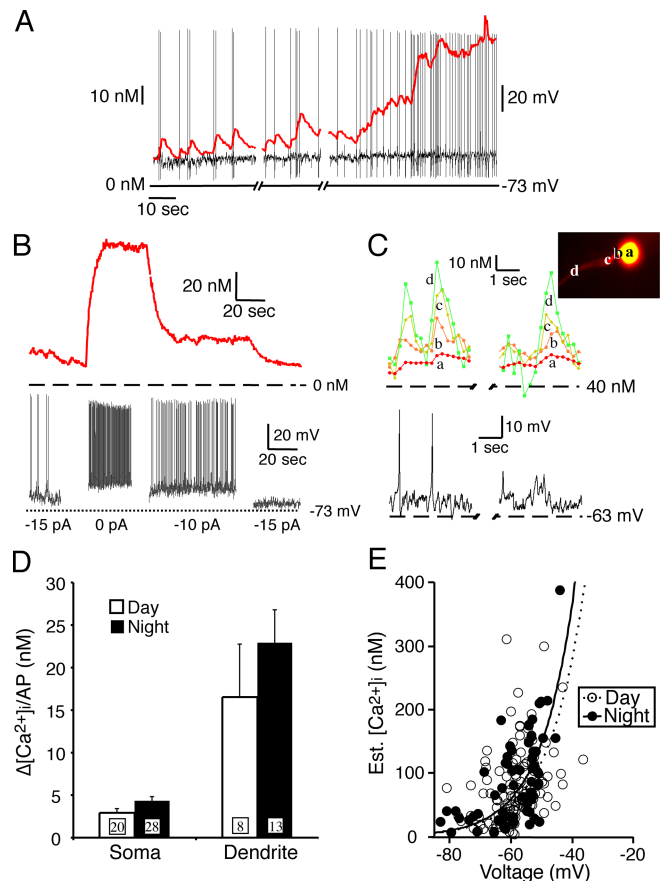 A
10 nM
20 mV
0 nM
-73 mV
10 sec
B
20 nM
20 sec
0 nM
20 mV
20 sec
-73 mV
-15 pA 0 pA -10 pA -15 pA
C
10 nM
1 sec
b a
c
d
d
c
b
a
d
c
b
a
40 nM
10 mV
1 sec
-63 mV
D
Δ[Ca²⁺]i/AP (nM)
30
25
20
15
10
5
0
Day
Night
20 28 8 13
Soma Dendrite
E
Est. [Ca²⁺]i (nM)
400
300
200
100
0
Day
Night
-80 -60 -40 -20
Voltage (mV)